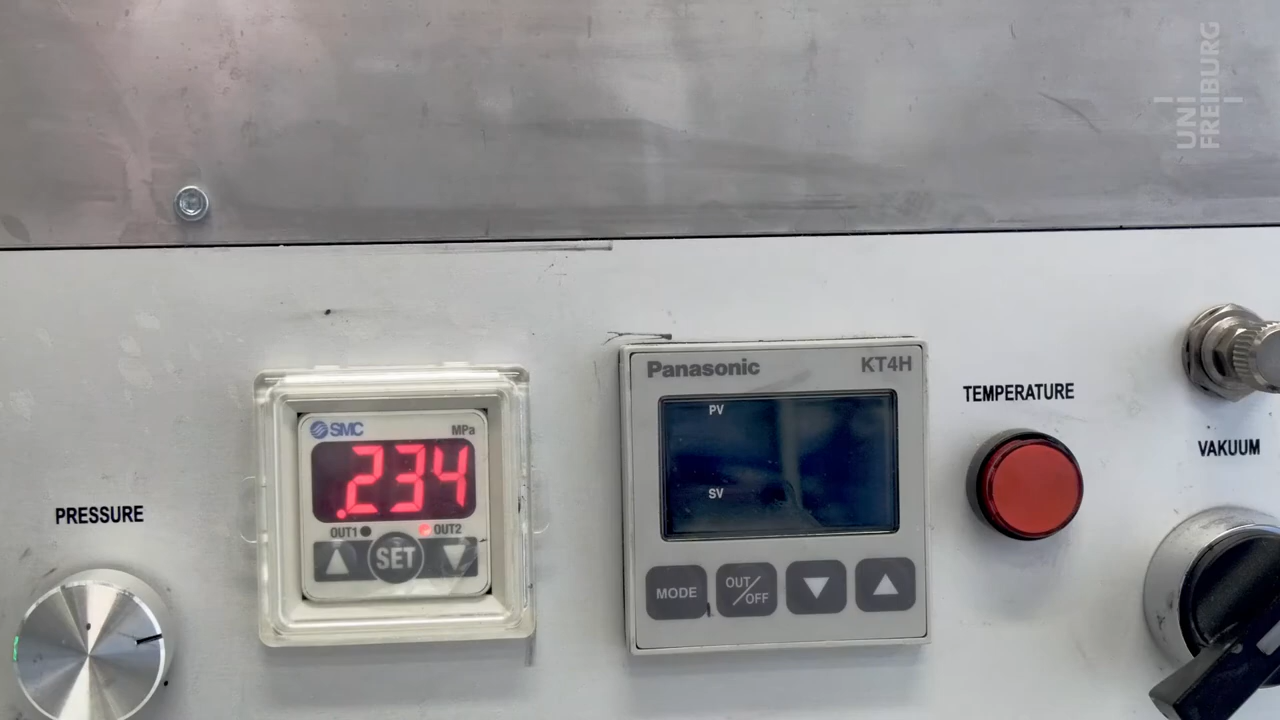 UNI
FREIBURG
Panasonic
KT4H
PV
SV
MODE
OUT/OFF
TEMPERATURE
VAKUUM
SMC
MPa
.234
OUT1
OUT2
SET
PRESSURE